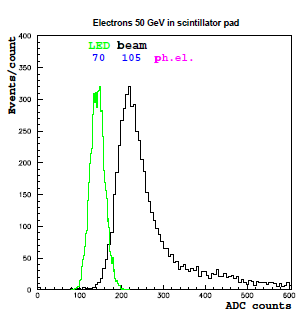 Electrons 50 GeV in scintillator pad
Events/count
400
350
300
250
200
150
100
50
0
LED beam
70 105 ph.el.
0 100 200 300 400 500 600
ADC counts